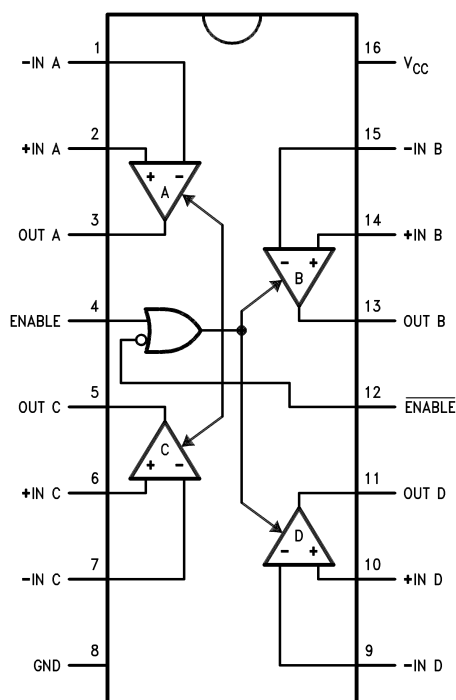 -IN A 1
16 VCC
+IN A 2
15 -IN B
+ -
A
OUT A 3
14 +IN B
- +
B
ENABLE 4
13 OUT B
OUT C 5
12 ENABLE
C
+ -
+IN C 6
11 OUT D
D
- +
-IN C 7
10 +IN D
GND 8
9 -IN D